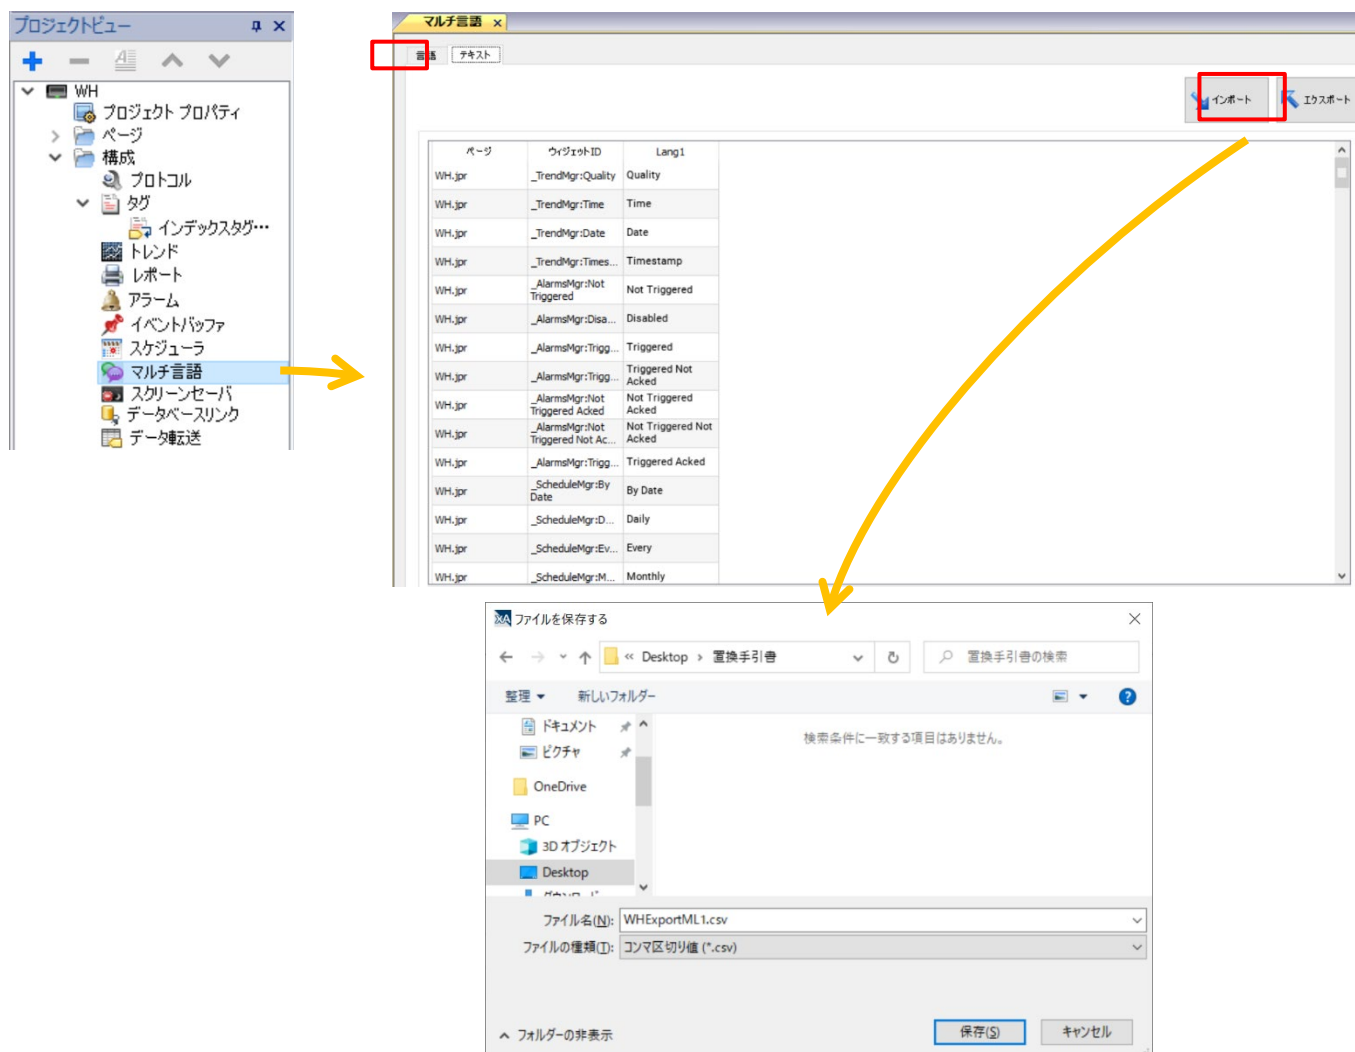 プロジェクトビュー
WH
プロジェクト プロパティ
ページ
構成
プロトコル
タグ
インデックスタグ…
トレンド
レポート
アラーム
イベントバッファ
スケジューラ
マルチ言語
スクリーンセーバ
データベースリンク
データ転送
マルチ言語 x
言語 テキスト
インポート エクスポート
ページ ウィジェットID Lang1
WH.jpr _TrendMgr:Quality Quality
WH.jpr _TrendMgr:Time Time
WH.jpr _TrendMgr:Date Date
WH.jpr _TrendMgr:Times... Timestamp
WH.jpr _AlarmsMgr:Not Triggered Not Triggered
WH.jpr _AlarmsMgr:Disa... Disabled
WH.jpr _AlarmsMgr:Trigg... Triggered
WH.jpr _AlarmsMgr:Trigg... Triggered Not Acked
WH.jpr _AlarmsMgr:Not Triggered Acked Not Triggered Acked
WH.jpr _AlarmsMgr:Not Triggered Not Ac... Not Triggered Not Acked
WH.jpr _AlarmsMgr:Trigg... Triggered Acked
WH.jpr _ScheduleMgr:By Date By Date
WH.jpr _ScheduleMgr:D... Daily
WH.jpr _ScheduleMgr:Ev... Every
WH.jpr _ScheduleMgr:M... Monthly
ファイルを保存する
« Desktop › 置換手引書 置換手引書の検索
整理 新しいフォルダー
ドキュメント
ピクチャ
検索条件に一致する項目はありません。
OneDrive
PC
3D オブジェクト
Desktop
ファイル名(N): WHExportML1.csv
ファイルの種類(T): コンマ区切り値 (*.csv)
フォルダーの非表示
保存(S) キャンセル